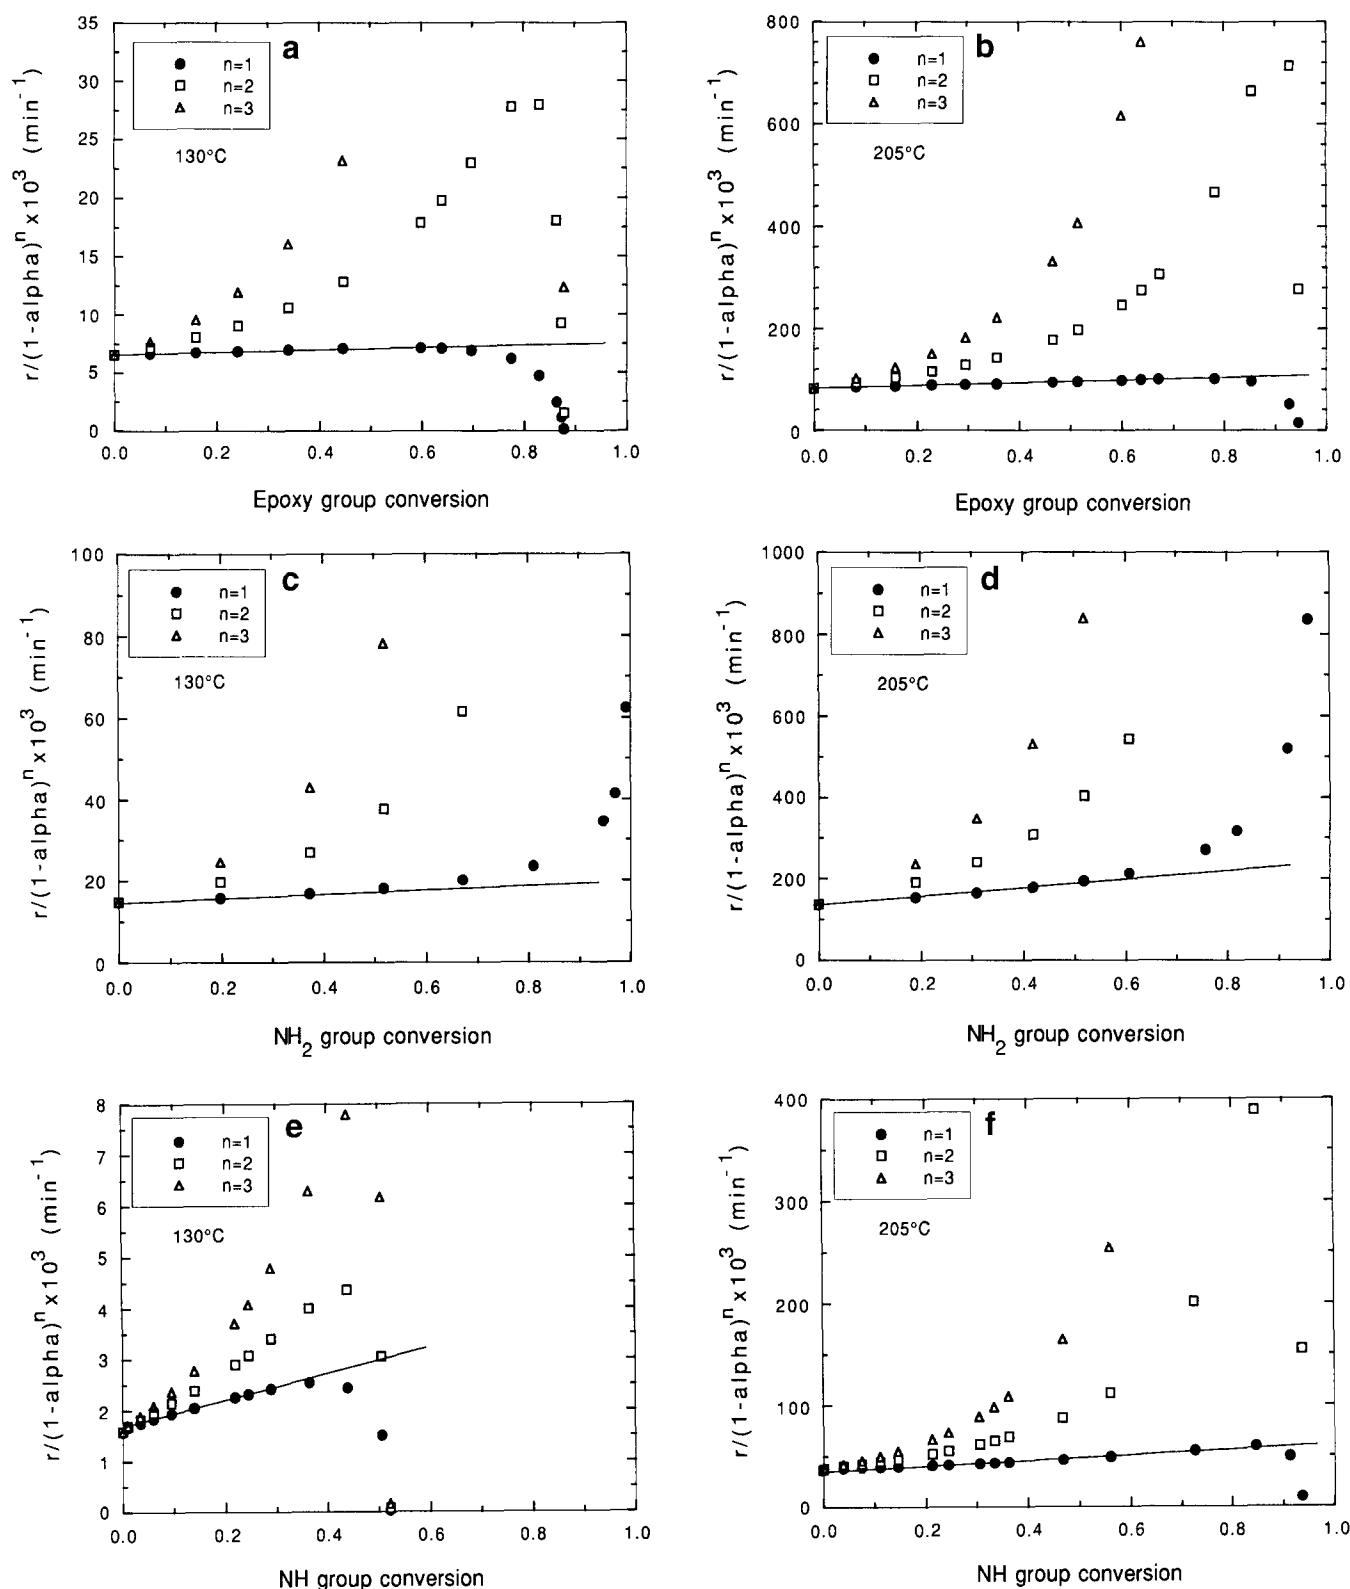 a
35
30
25
20
15
10
5
0
n=1
n=2
n=3
130°C
r/(1-alpha)^n x10^3 (min^-1)
0.0 0.2 0.4 0.6 0.8 1.0
Epoxy group conversion
b
800
600
400
200
0
n=1
n=2
n=3
205°C
r/(1-alpha)^n x10^3 (min^-1)
0.0 0.2 0.4 0.6 0.8 1.0
Epoxy group conversion
c
100
80
60
40
20
0
n=1
n=2
n=3
130°C
r/(1-alpha)^n x10^3 (min^-1)
0.0 0.2 0.4 0.6 0.8 1.0
NH2 group conversion
d
1000
800
600
400
200
0
n=1
n=2
n=3
205°C
r/(1-alpha)^n x10^3 (min^-1)
0.0 0.2 0.4 0.6 0.8 1.0
NH2 group conversion
e
8
7
6
5
4
3
2
1
0
n=1
n=2
n=3
130°C
r/(1-alpha)^n x10^3 (min^-1)
0.0 0.2 0.4 0.6 0.8 1.0
NH group conversion
f
400
300
200
100
0
n=1
n=2
n=3
205°C
r/(1-alpha)^n x10^3 (min^-1)
0.0 0.2 0.4 0.6 0.8 1.0
NH group conversion